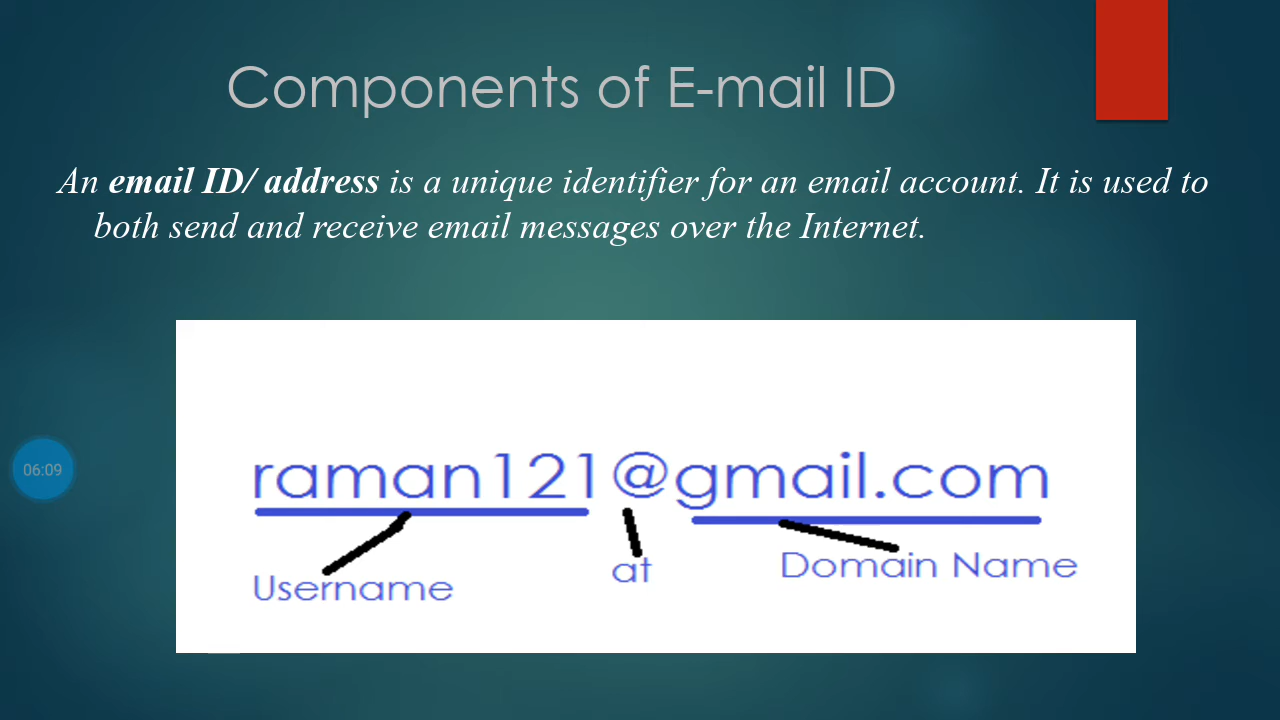 Components of E-mail ID
An email ID/ address is a unique identifier for an email account. It is used to
both send and receive email messages over the Internet.
06:09
raman121@gmail.com
Username at Domain Name